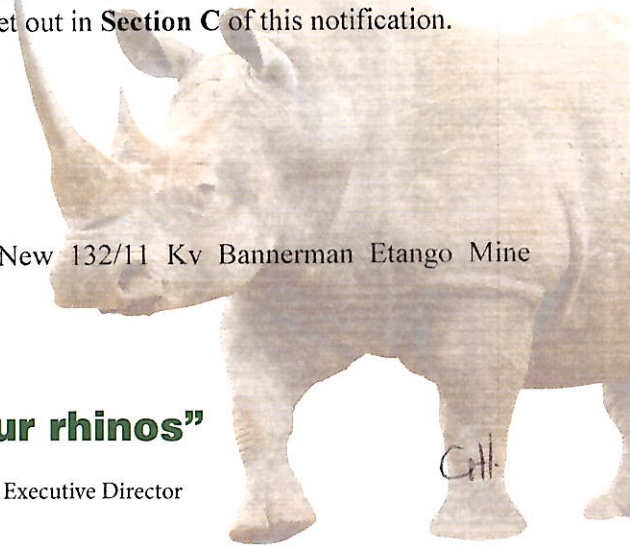 et out in Section C of this notification.
New 132/11 Kv Bannerman Etango Mine
ur rhinos”
Executive Director